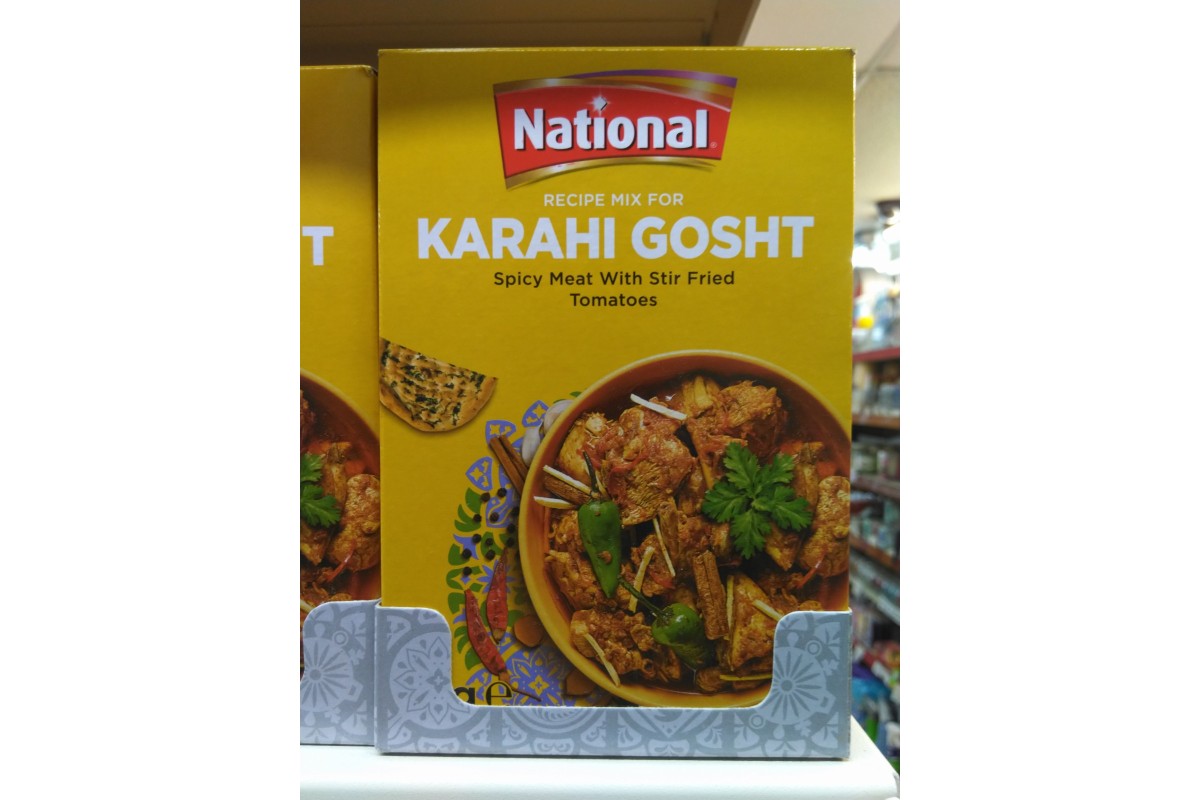 National
RECIPE MIX FOR
KARAHI GOSHT
Spicy Meat With Stir Fried
Tomatoes
T
g e